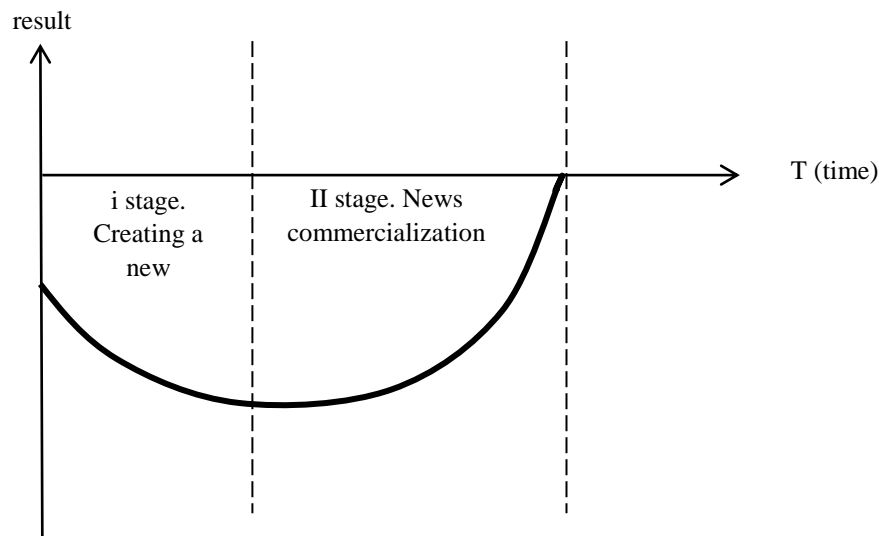 result
T (time)
i stage.
Creating a
new
II stage. News
commercialization